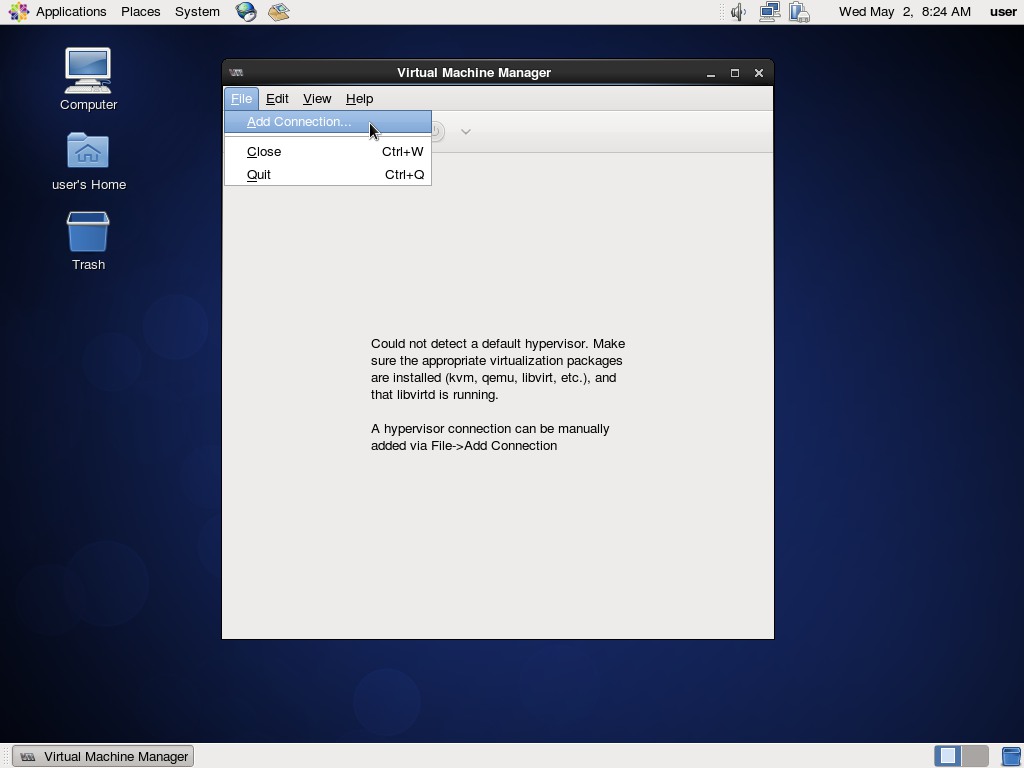 Applications Places System Wed May 2, 8:24 AM user
Computer
user's Home
Trash
Virtual Machine Manager
File Edit View Help
Add Connection...
Close Ctrl+W
Quit Ctrl+Q
Could not detect a default hypervisor. Make
sure the appropriate virtualization packages
are installed (kvm, qemu, libvirt, etc.), and
that libvirtd is running.
A hypervisor connection can be manually
added via File->Add Connection
Virtual Machine Manager